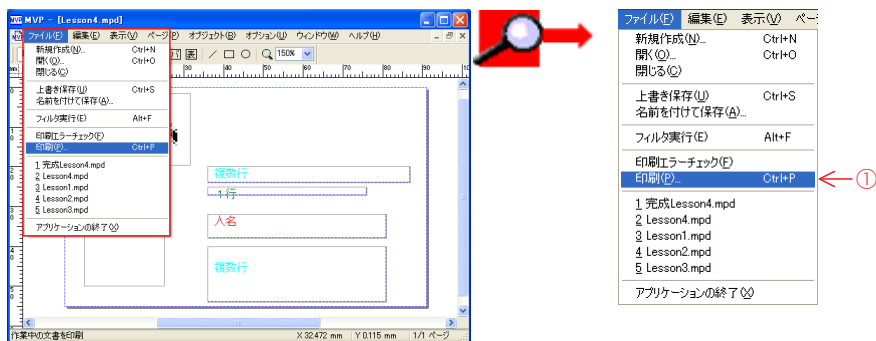 MVP - [Lesson4.mpd]
ファイル(F) 編集(E) 表示(V) ページ(P) オブジェクト(B) オプション(U) ウィンドウ(W) ヘルプ(H)
150%
新規作成(N)... Ctrl+N
開く(O)... Ctrl+O
閉じる(C)
上書き保存(U) Ctrl+S
名前を付けて保存(A)...
フィルタ実行(E) Alt+F
印刷エラーチェック(F)
印刷(P)... Ctrl+P
1 完成Lesson4.mpd
2 Lesson4.mpd
3 Lesson1.mpd
4 Lesson2.mpd
5 Lesson3.mpd
アプリケーションの終了(X)
30 40 50 60 70 80 90
複数行
1行
人名
複数行
作業中の文書を印刷 X 32.472 mm Y 0.115 mm 1/1 ページ
ファイル(F) 編集(E) 表示(V)
新規作成(N)... Ctrl+N
開く(O)... Ctrl+O
閉じる(C)
上書き保存(U) Ctrl+S
名前を付けて保存(A)...
フィルタ実行(E) Alt+F
印刷エラーチェック(F)
印刷(P)... Ctrl+P
①
1 完成Lesson4.mpd
2 Lesson4.mpd
3 Lesson1.mpd
4 Lesson2.mpd
5 Lesson3.mpd
アプリケーションの終了(X)